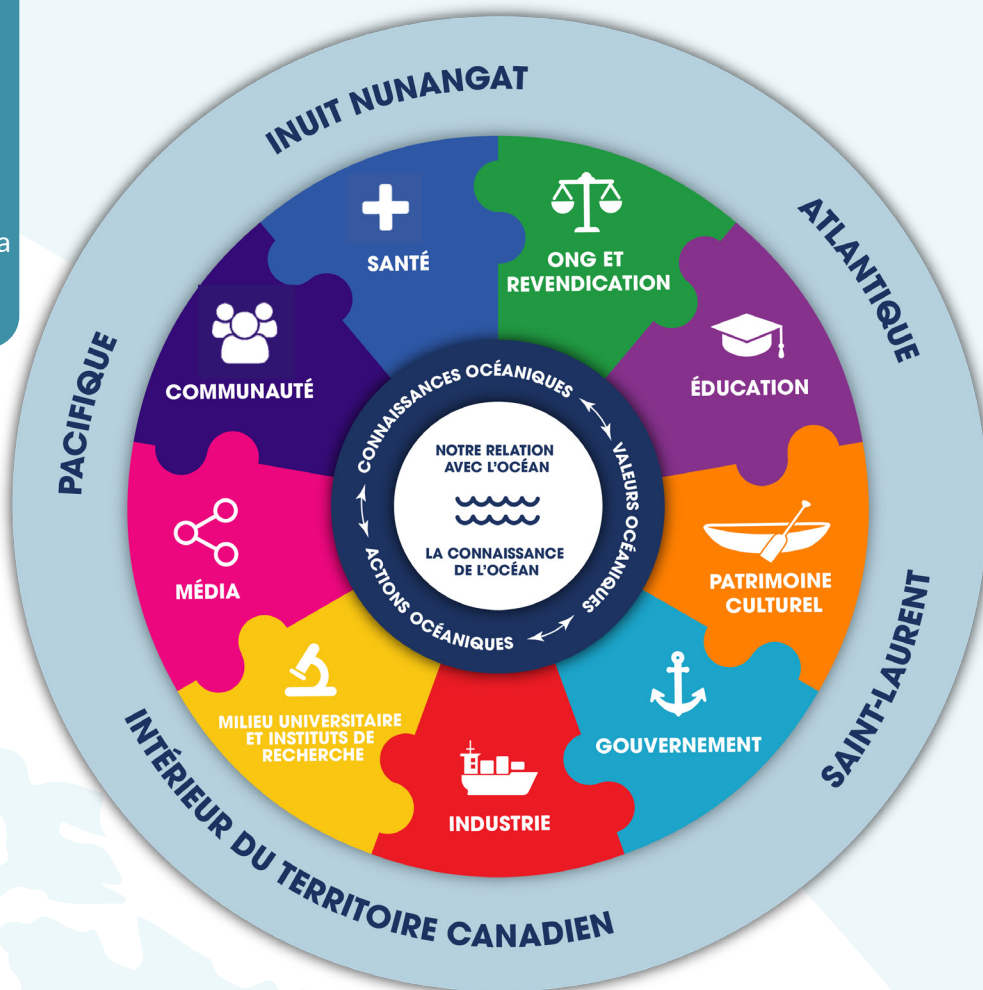 INUIT NUNANGAT
ATLANTIQUE
SAINT-LAURENT
INTÉRIEUR DU TERRITOIRE CANADIEN
PACIFIQUE
SANTÉ
ONG ET
REVENDICATION
ÉDUCATION
PATRIMOINE
CULTUREL
GOUVERNEMENT
INDUSTRIE
MILIEU UNIVERSITAIRE
ET INSTITUTS DE
RECHERCHE
MÉDIA
COMMUNAUTÉ
CONNAISSANCES OCÉANIQUES
VALEURS OCÉANIQUES
ACTIONS OCÉANIQUES
NOTRE RELATION
AVEC L'OCÉAN
LA CONNAISSANCE
DE L'OCÉAN
a